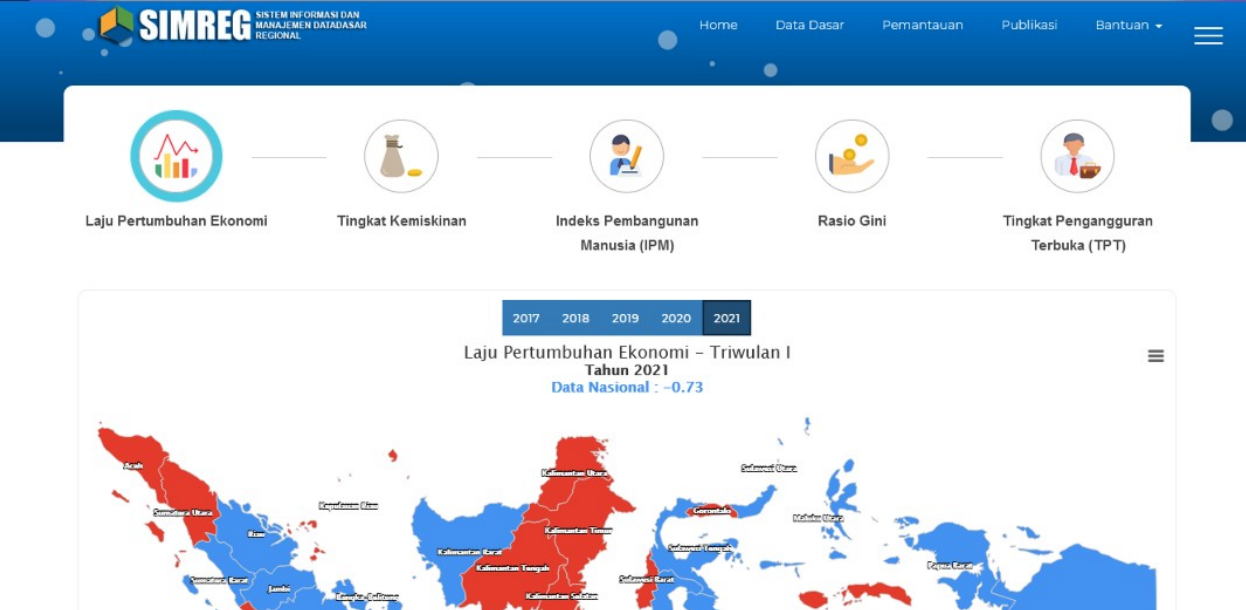 SIMREG
SISTEM INFORMASI DAN
MANAJEMEN DATADASAR
REGIONAL
Home Data Dasar Pemantauan Publikasi Bantuan
Laju Pertumbuhan Ekonomi
Tingkat Kemiskinan
Indeks Pembangunan
Manusia (IPM)
Rasio Gini
Tingkat Pengangguran
Terbuka (TPT)
2017 2018 2019 2020 2021
Laju Pertumbuhan Ekonomi – Triwulan I
Tahun 2021
Data Nasional : -0.73
Aceh
Kalimantan Utara
Sulawesi Utara
Sumatera Utara
Kepulauan Riau
Gorontalo
Maluku Utara
Riau
Kalimantan Timur
Kalimantan Barat
Sulawesi Tengah
Kalimantan Tengah
Papua Barat
Sumatera Barat
Jambi
Sulawesi Barat
Bangka-Belitung
Kalimantan Selatan